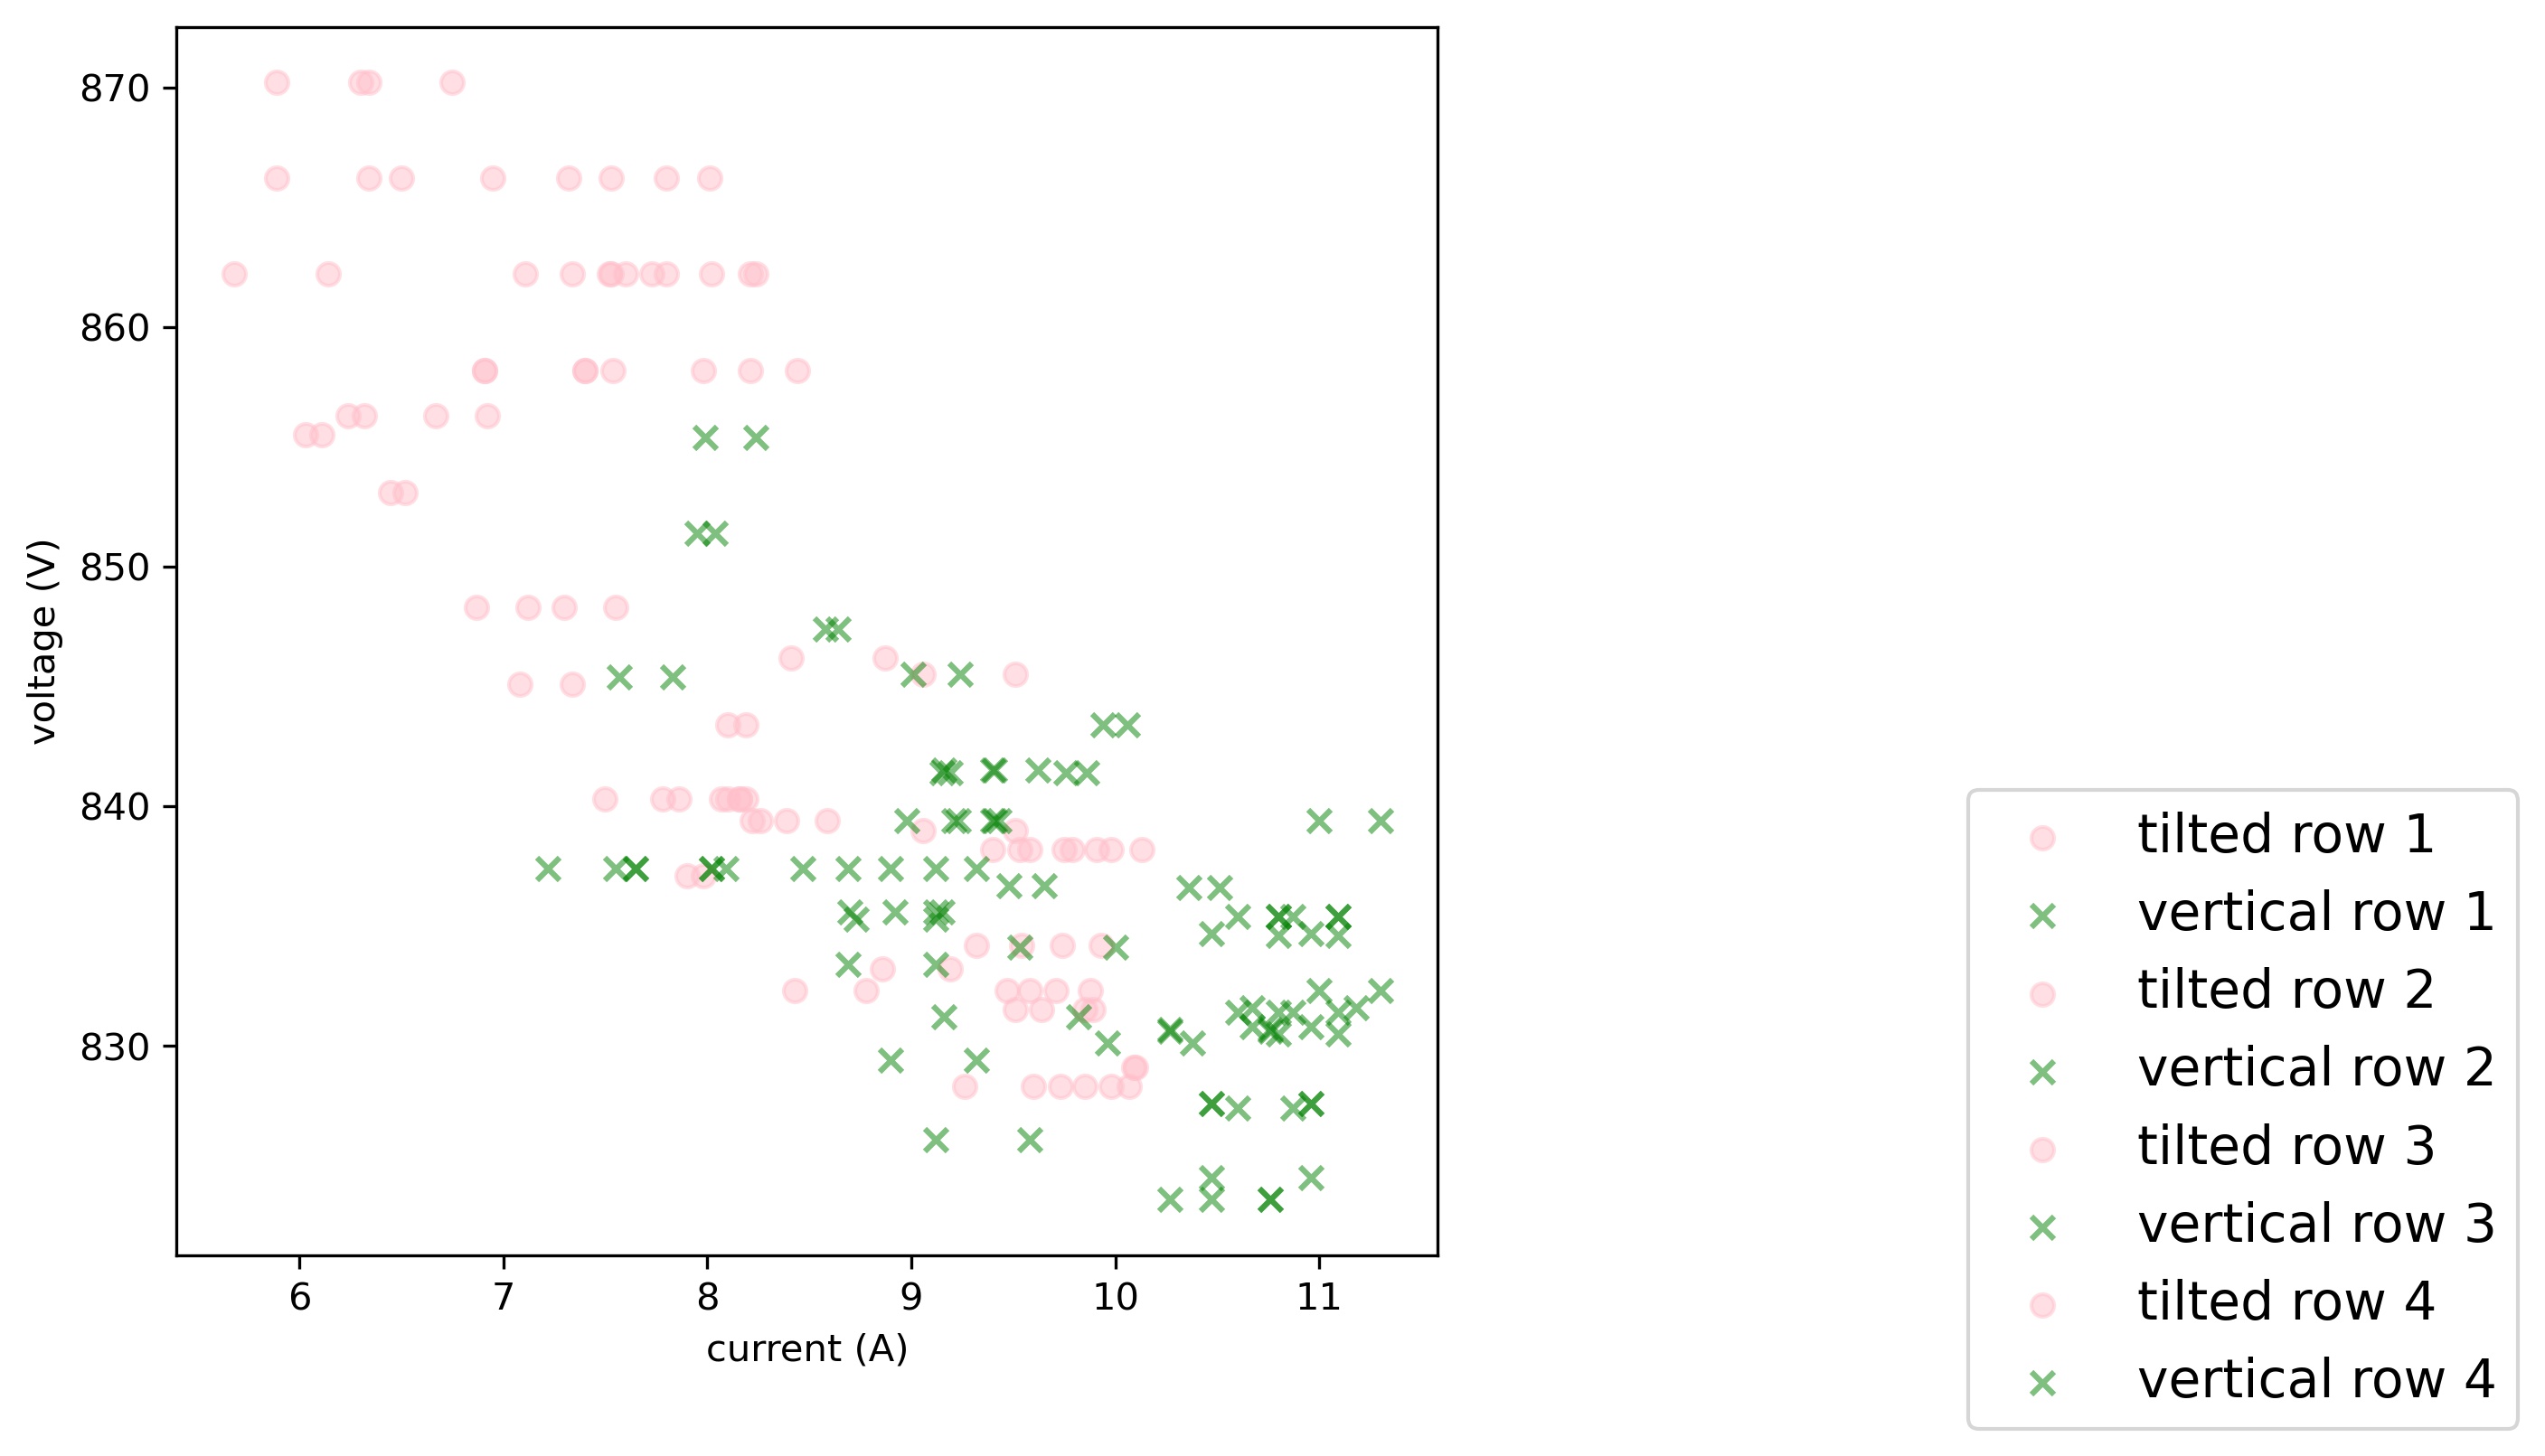 870
860
850
840
830
voltage (V)
6 7 8 9 10 11
current (A)
tilted row 1
vertical row 1
tilted row 2
vertical row 2
tilted row 3
vertical row 3
tilted row 4
vertical row 4